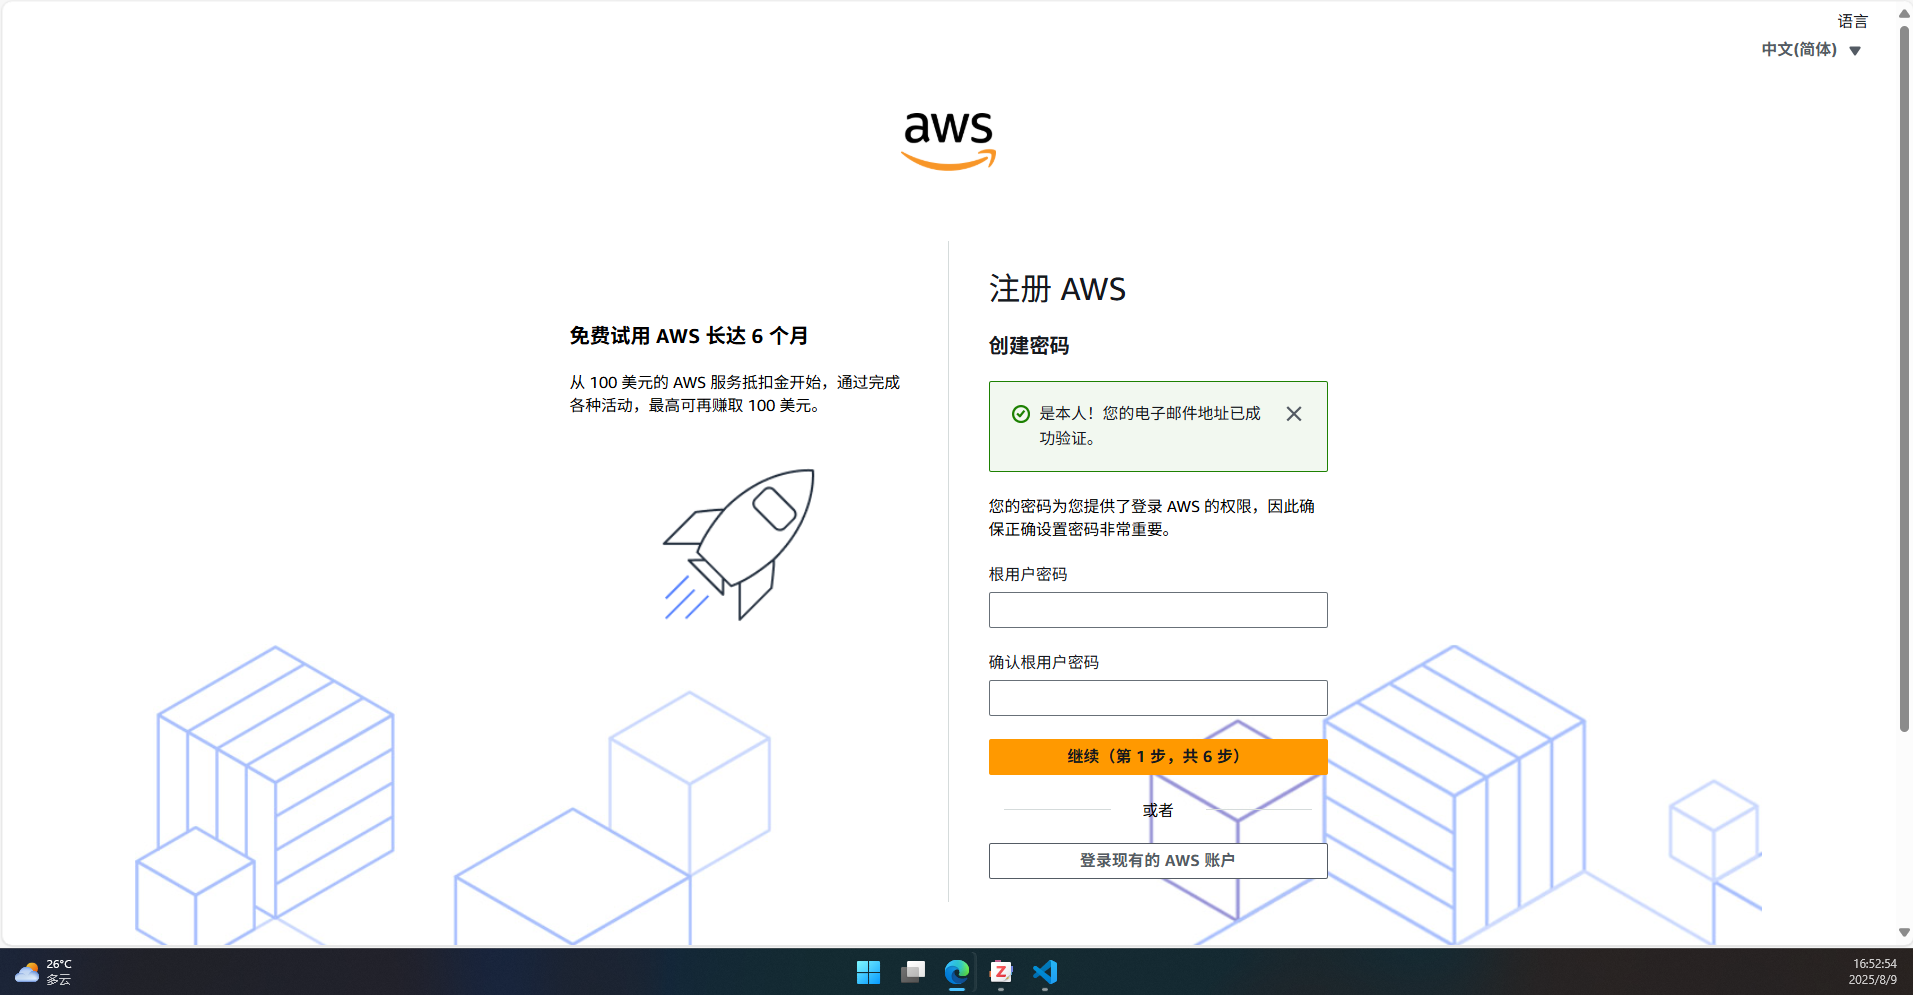 语言
中文(简体)
aws
免费试用 AWS 长达 6 个月
从 100 美元的 AWS 服务抵扣金开始，通过完成
各种活动，最高可再赚取 100 美元。
注册 AWS
创建密码
是本人！您的电子邮件地址已成
功验证。
您的密码为您提供了登录 AWS 的权限，因此确
保正确设置密码非常重要。
根用户密码
确认根用户密码
继续（第 1 步，共 6 步）
或者
登录现有的 AWS 账户
26°C
多云
Z
16:52:54
2025/8/9